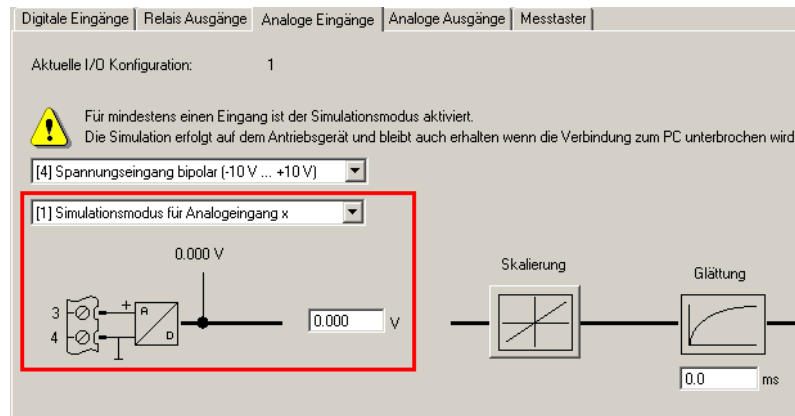 Digitale Eingänge Relais Ausgänge Analoge Eingänge Analoge Ausgänge Messtaster
Aktuelle I/O Konfiguration: 1
Für mindestens einen Eingang ist der Simulationsmodus aktiviert.
Die Simulation erfolgt auf dem Antriebsgerät und bleibt auch erhalten wenn die Verbindung zum PC unterbrochen wird
[4] Spannungseingang bipolar (-10 V ... +10 V)
[1] Simulationsmodus für Analogeingang x
0.000 V
Skalierung
Glättung
3 + A
0.000 V
4 D
0.0 ms